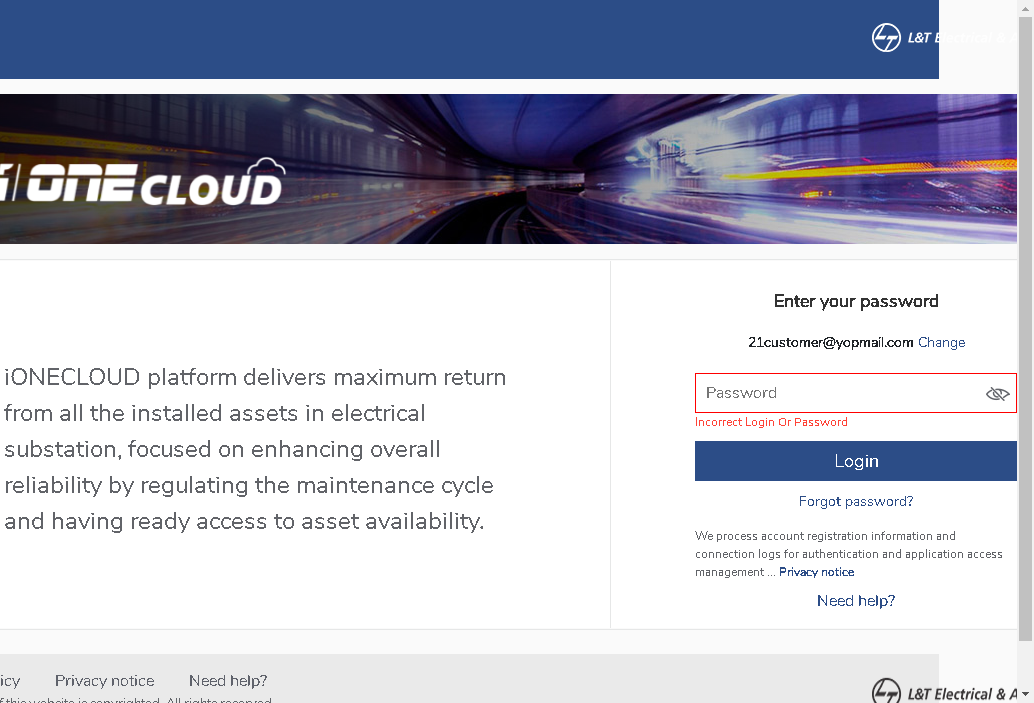 L&T Electrical & A
ONE CLOUD
Enter your password
21customer@yopmail.com Change
Password
Incorrect Login Or Password
Login
Forgot password?
We process account registration information and
connection logs for authentication and application access
management ... Privacy notice
Need help?
iONECLOUD platform delivers maximum return
from all the installed assets in electrical
substation, focused on enhancing overall
reliability by regulating the maintenance cycle
and having ready access to asset availability.
icy Privacy notice Need help?
f this website is copyrighted. All rights reserved
L&T Electrical & A